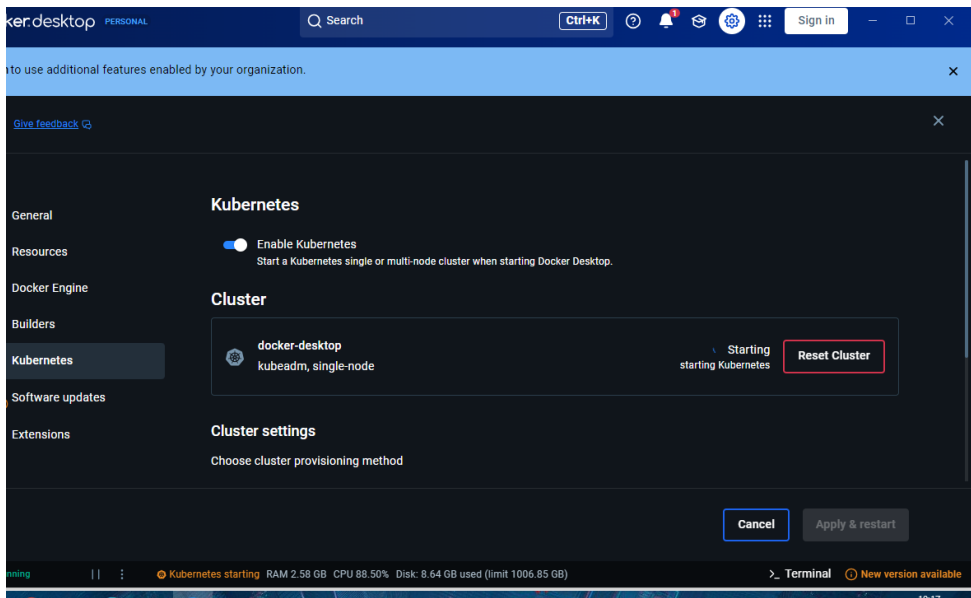 ker.desktop PERSONAL Search Ctrl+K 1 Sign in
to use additional features enabled by your organization.
Give feedback
General
Resources
Docker Engine
Builders
Kubernetes
Software updates
Extensions
Kubernetes
Enable Kubernetes
Start a Kubernetes single or multi-node cluster when starting Docker Desktop.
Cluster
docker-desktop
kubeadm, single-node
Starting
starting Kubernetes
Reset Cluster
Cluster settings
Choose cluster provisioning method
Cancel Apply & restart
nning Kubernetes starting RAM 2.58 GB CPU 88.50% Disk: 8.64 GB used (limit 1006.85 GB) >_ Terminal New version available